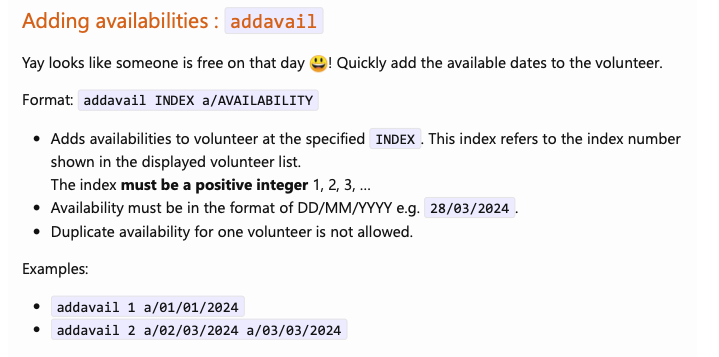 Adding availabilities : addavail
Yay looks like someone is free on that day 😃! Quickly add the available dates to the volunteer.
Format: addavail INDEX a/AVAILABILITY
• Adds availabilities to volunteer at the specified INDEX. This index refers to the index number
shown in the displayed volunteer list.
The index must be a positive integer 1, 2, 3, …
• Availability must be in the format of DD/MM/YYYY e.g. 28/03/2024.
• Duplicate availability for one volunteer is not allowed.
Examples:
• addavail 1 a/01/01/2024
• addavail 2 a/02/03/2024 a/03/03/2024